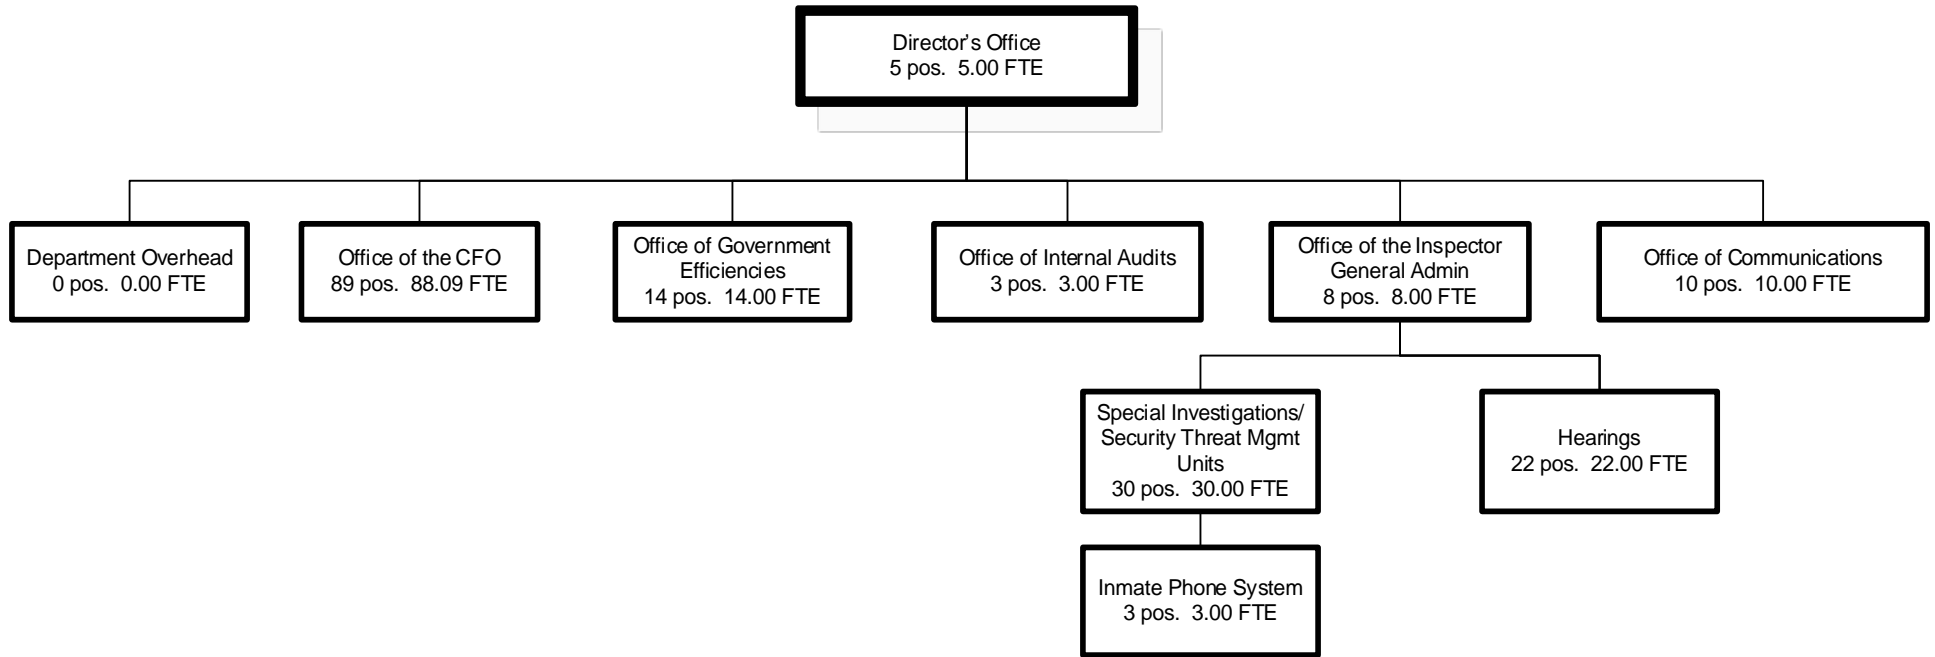 Director's Office
5 pos.  5.00 FTE
Department Overhead
0 pos.  0.00 FTE
Office of the CFO
89 pos.  88.09 FTE
Office of Government
Efficiencies
14 pos.  14.00 FTE
Office of Internal Audits
3 pos.  3.00 FTE
Office of the Inspector
General Admin
8 pos.  8.00 FTE
Office of Communications
10 pos.  10.00 FTE
Special Investigations/
Security Threat Mgmt
Units
30 pos.  30.00 FTE
Hearings
22 pos.  22.00 FTE
Inmate Phone System
3 pos.  3.00 FTE